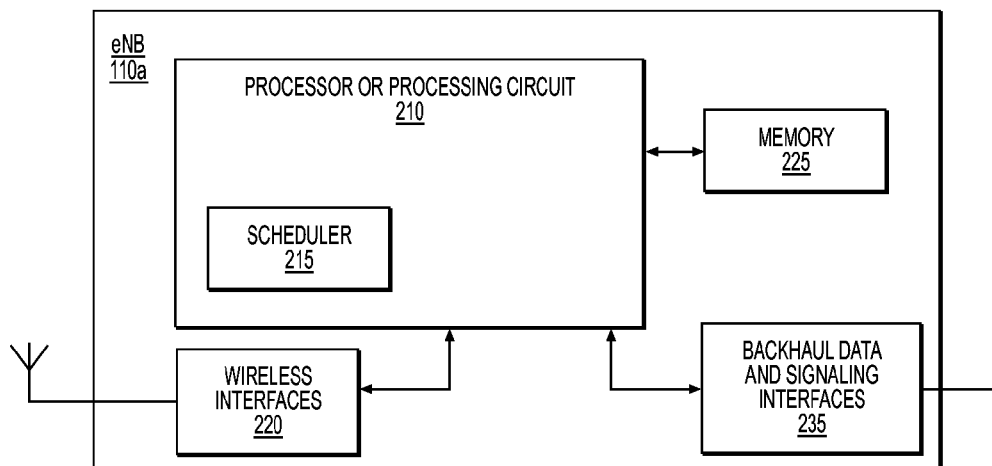 eNB
110a
PROCESSOR OR PROCESSING CIRCUIT
210
MEMORY
225
SCHEDULER
215
WIRELESS
INTERFACES
220
BACKHAUL DATA
AND SIGNALING
INTERFACES
235